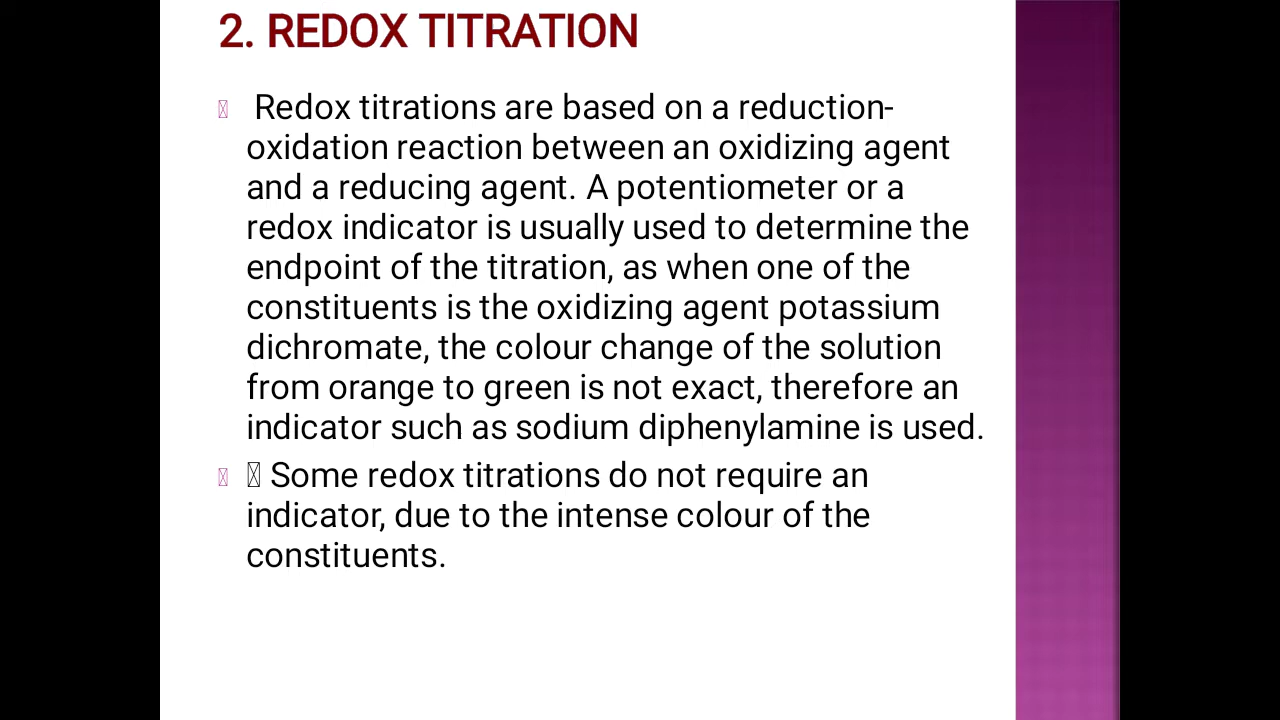 2. REDOX TITRATION
Redox titrations are based on a reduction-
oxidation reaction between an oxidizing agent
and a reducing agent. A potentiometer or a
redox indicator is usually used to determine the
endpoint of the titration, as when one of the
constituents is the oxidizing agent potassium
dichromate, the colour change of the solution
from orange to green is not exact, therefore an
indicator such as sodium diphenylamine is used.
Some redox titrations do not require an
indicator, due to the intense colour of the
constituents.